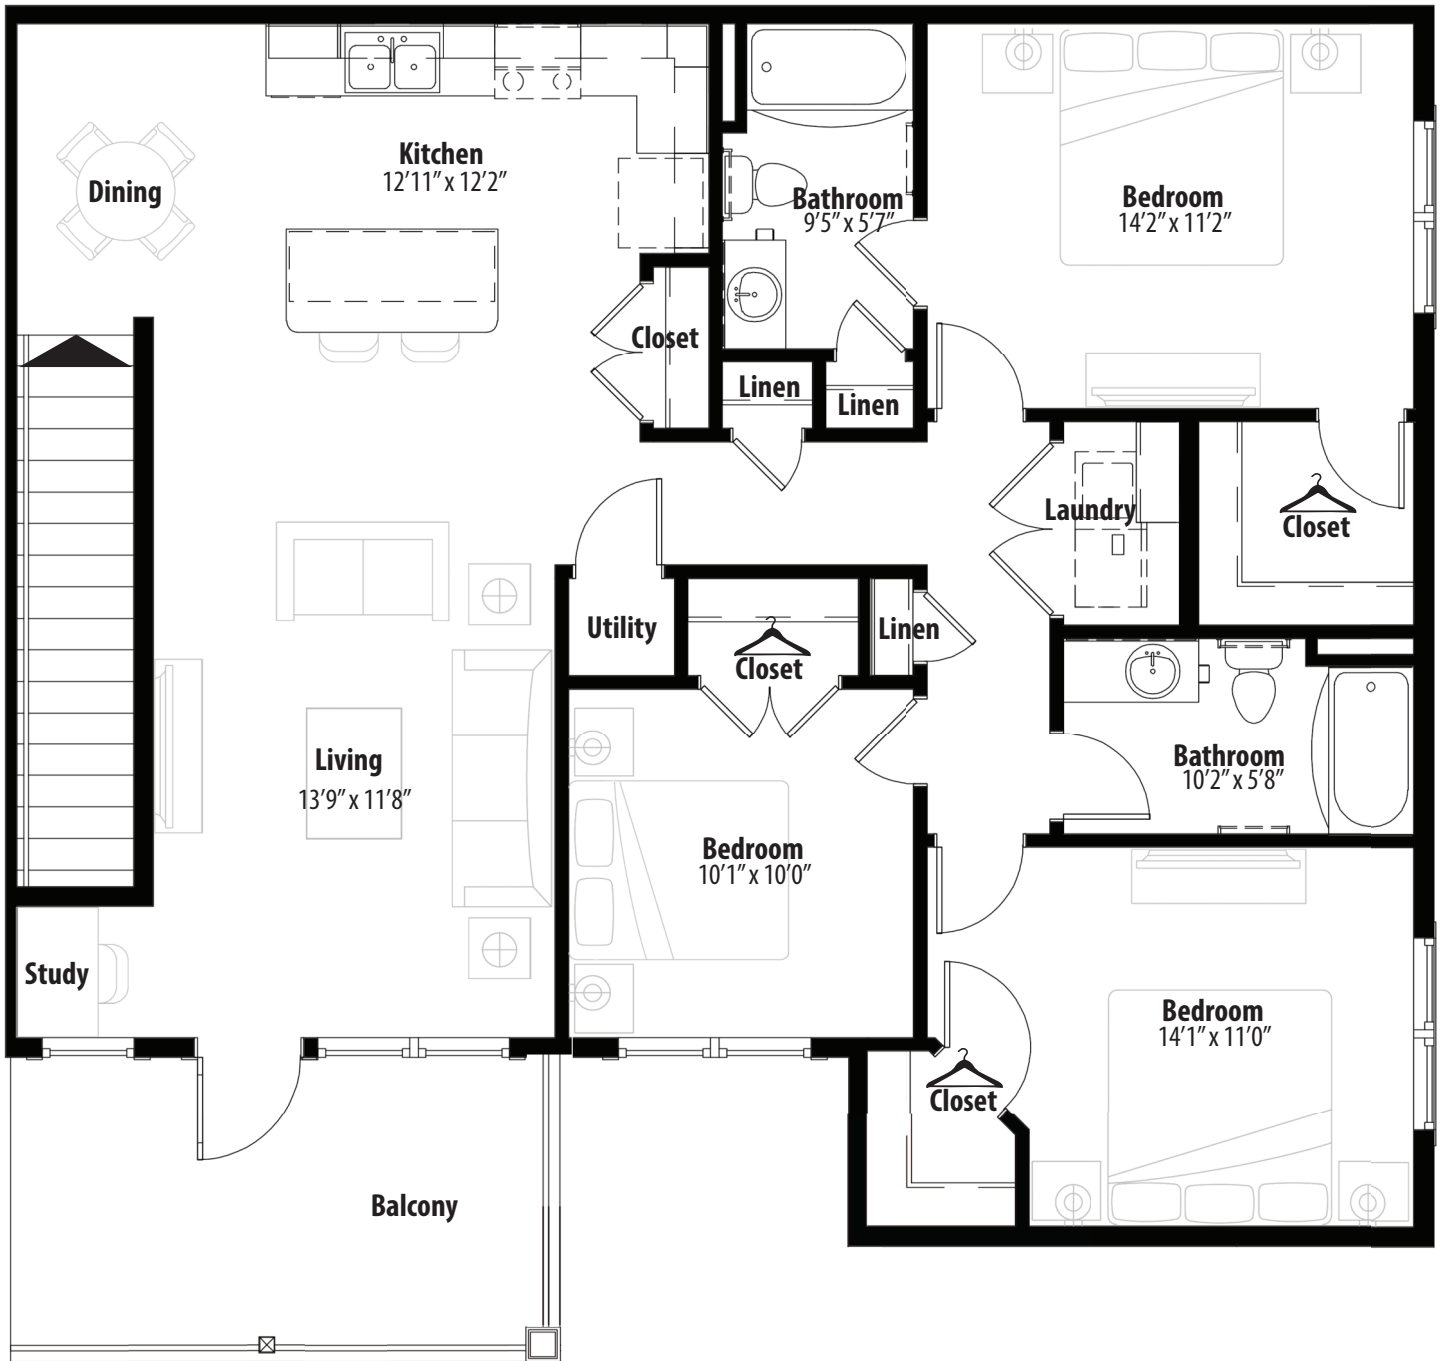 Kitchen
12'11" x 12'2"
Dining
Bathroom
9'5" x 5'7"
Bedroom
14'2" x 11'2"
Closet
Linen
Linen
Laundry
Closet
Utility
Linen
Closet
Living
13'9" x 11'8"
Bathroom
10'2" x 5'8"
Bedroom
10'1" x 10'0"
Study
Bedroom
14'1" x 11'0"
Closet
Balcony